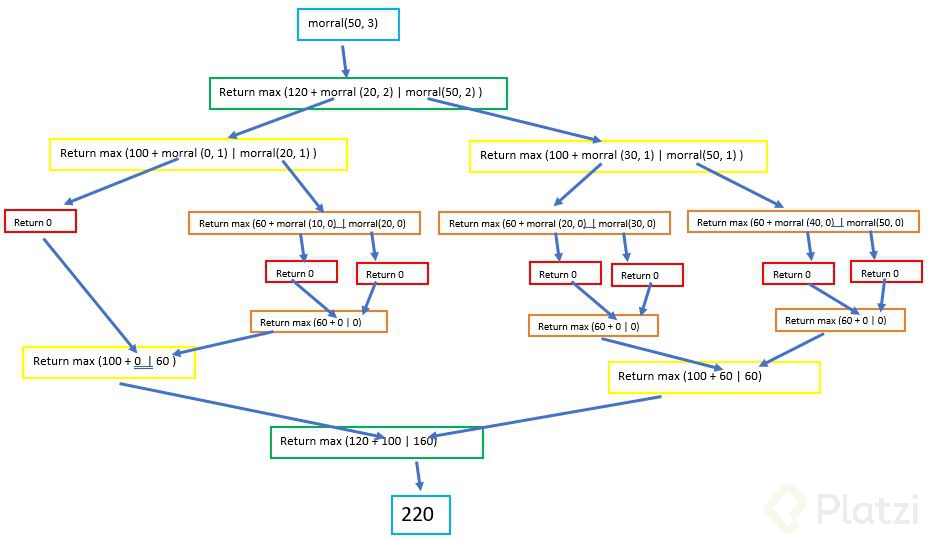 morral(50, 3)
Return max (120 + morral (20, 2) | morral(50, 2) )
Return max (100 + morral (0, 1) | morral(20, 1) )
Return max (100 + morral (30, 1) | morral(50, 1) )
Return 0
Return max (60 + morral (10, 0) | morral(20, 0)
Return max (60 + morral (20, 0) | morral(30, 0)
Return max (60 + morral (40, 0) | morral(50, 0)
Return 0
Return 0
Return 0
Return 0
Return 0
Return 0
Return max (60 + 0 | 0)
Return max (60 + 0 | 0)
Return max (60 + 0 | 0)
Return max (100 + 0 | 60 )
Return max (100 + 60 | 60)
Return max (120 + 100 | 160)
220
Platzi